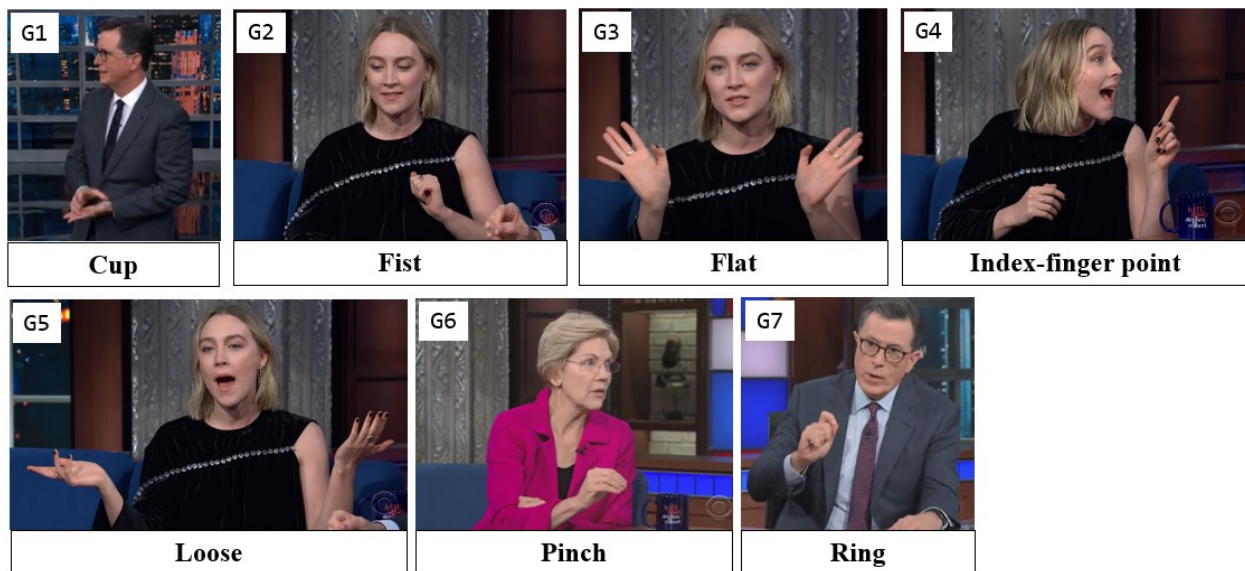 G1
G2
G3
G4
Cup
Fist
Flat
Index-finger point
G5
G6
G7
Loose
Pinch
Ring